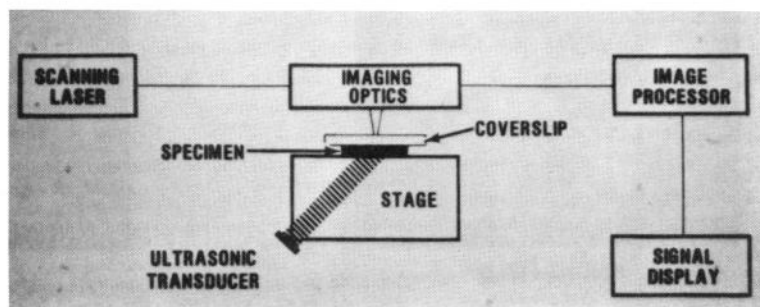 SCANNING
LASER
IMAGING
OPTICS
IMAGE
PROCESSOR
COVERSLIP
SPECIMEN
STAGE
ULTRASONIC
TRANSDUCER
SIGNAL
DISPLAY